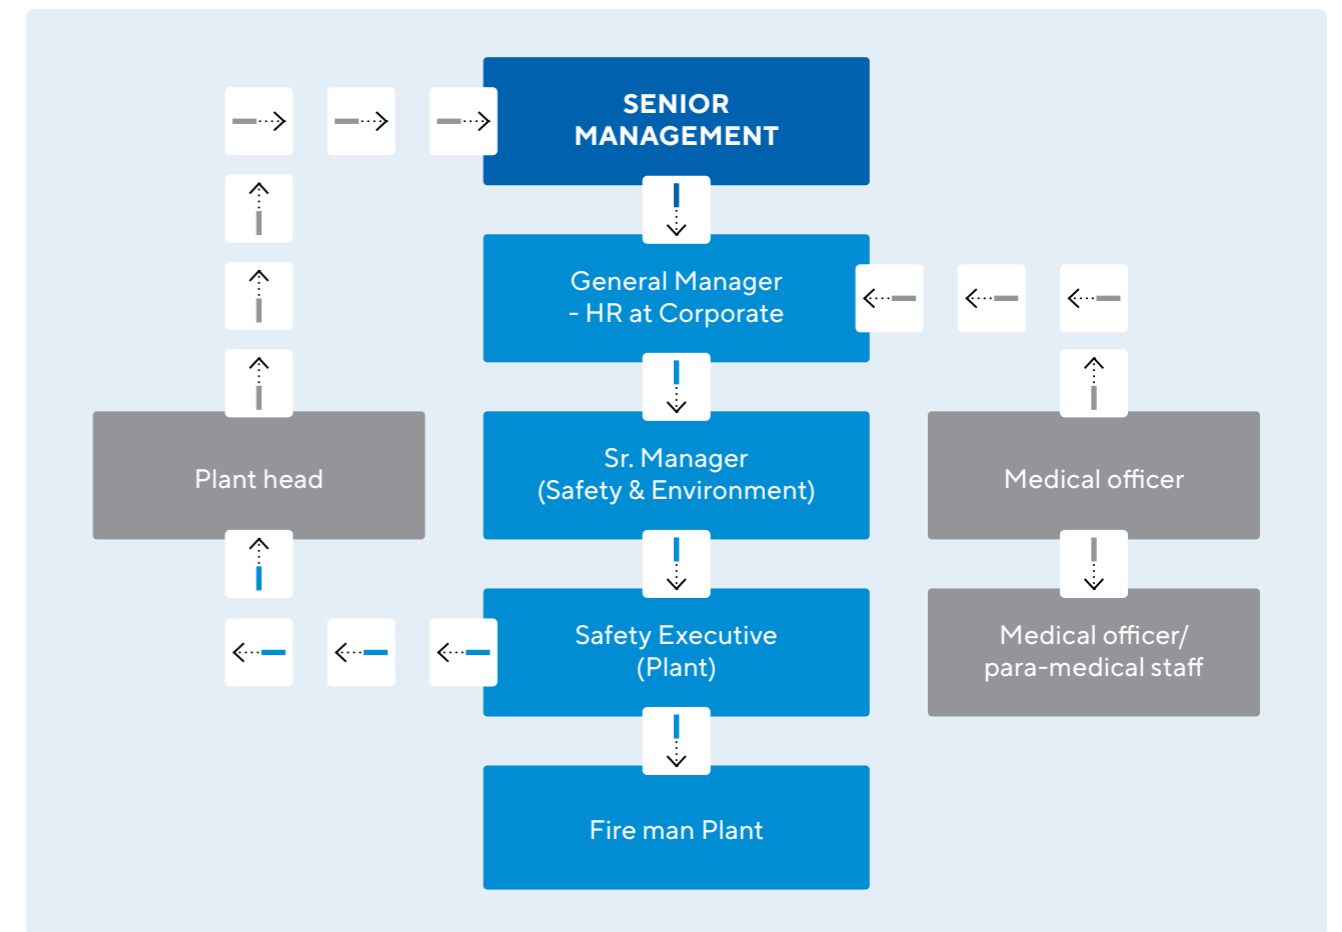 SENIOR
MANAGEMENT
General Manager
- HR at Corporate
Plant head
Sr. Manager
(Safety & Environment)
Medical officer
Safety Executive
(Plant)
Medical officer/
para-medical staff
Fire man Plant